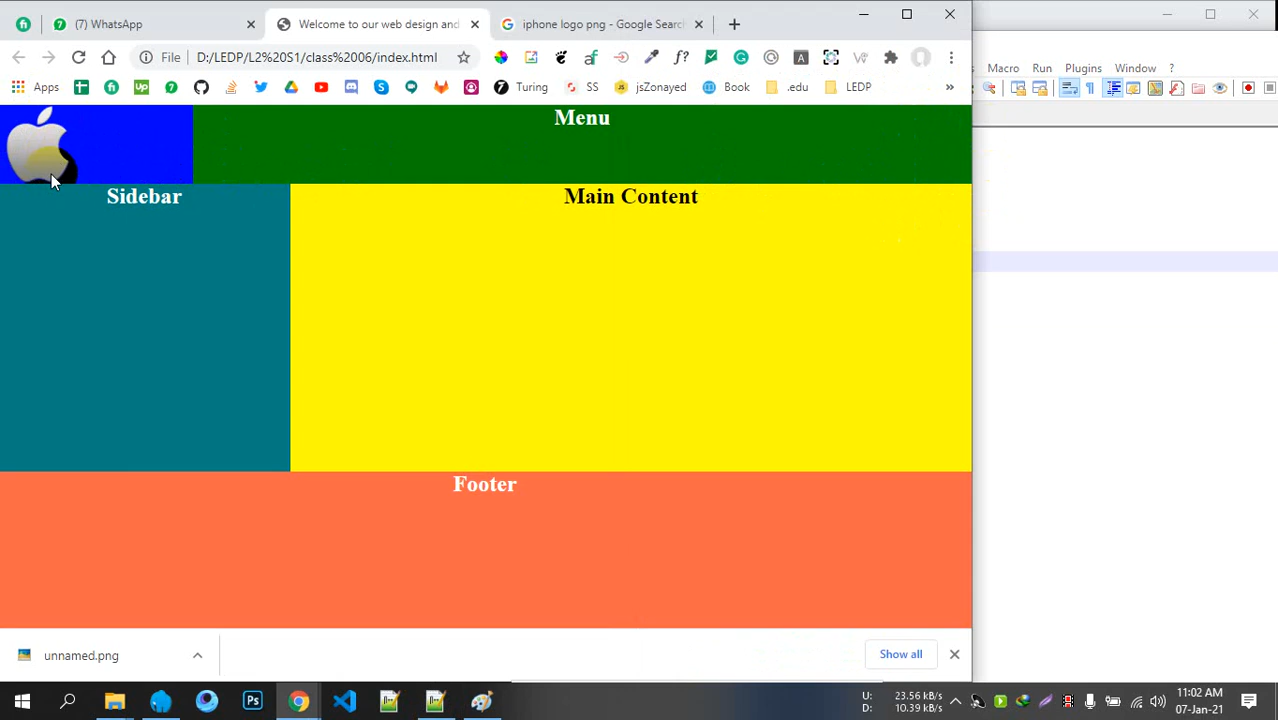 (7) WhatsApp
Welcome to our web design and
iphone logo png - Google Searc
File
D:/LEDP/L2%20S1/class%2006/index.html
Apps
Turing
SS
jsZonayed
Book
.edu
LEDP
»
Macro
Run
Plugins
Window
?
Menu
Sidebar
Main Content
Footer
unnamed.png
Show all
U: 23.56 kB/s
D: 10.39 kB/s
11:02 AM
07-Jan-21